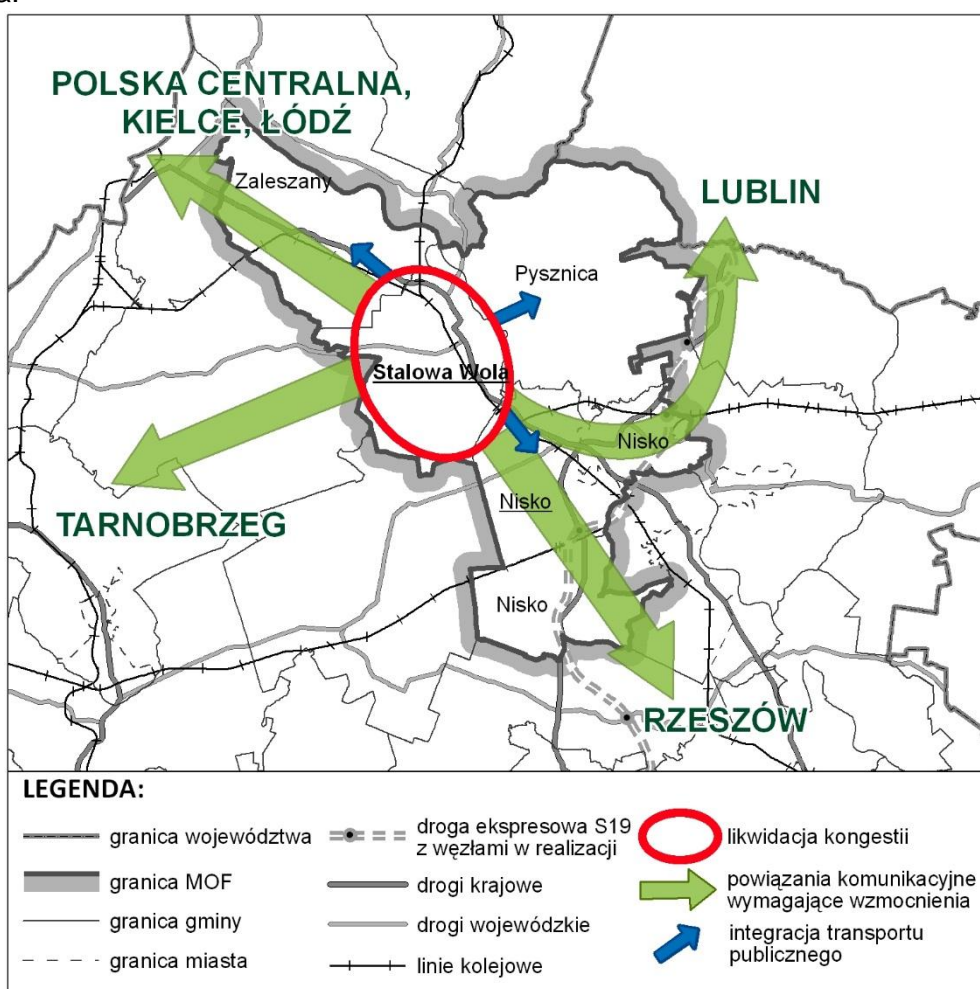 a.
POLSKA CENTRALNA,
KIELCE, ŁÓDŹ
Zaleszany
LUBLIN
Pysznica
Stalowa Wola
Nisko
Nisko
TARNOBRZEG
Nisko
RZESZÓW
LEGENDA:
granica województwa
granica MOF
granica gminy
granica miasta
droga ekspresowa S19
z węzłami w realizacji
drogi krajowe
drogi wojewódzkie
linie kolejowe
likwidacja kongestii
powiązania komunikacyjne
wymagające wzmocnienia
integracja transportu
publicznego